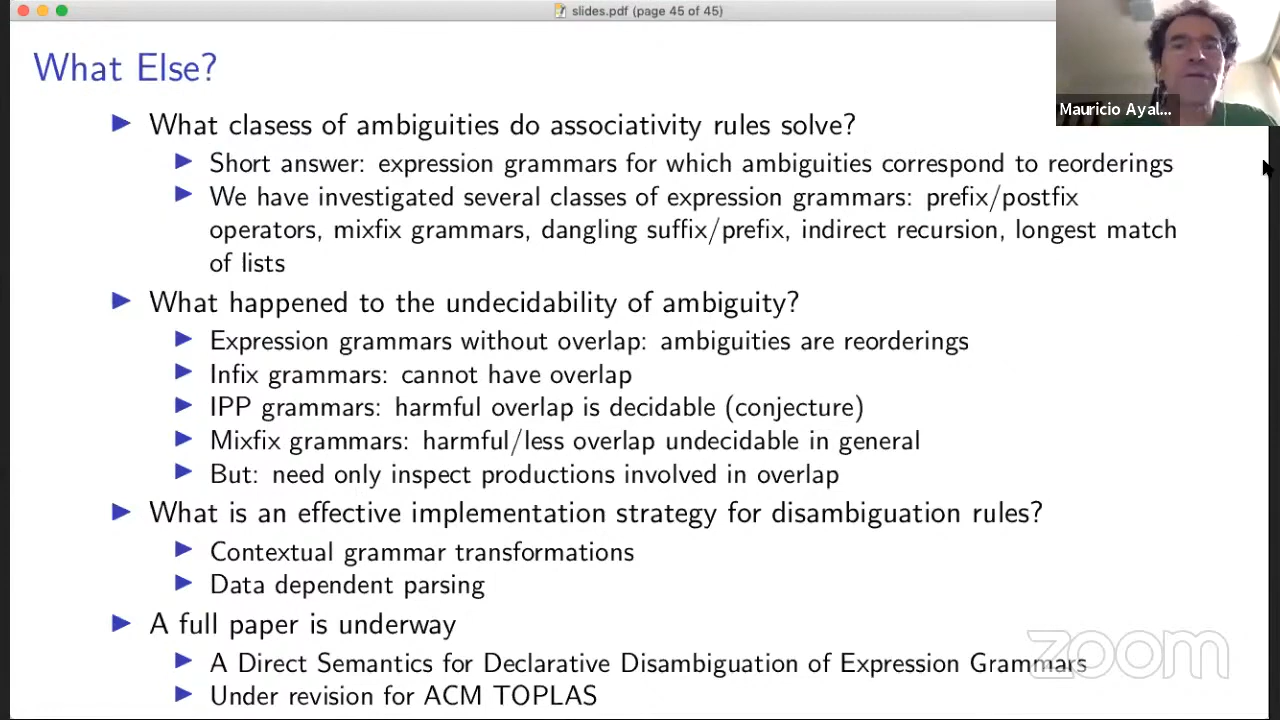 slides.pdf (page 45 of 45)
What Else?
Mauricio Ayal...
What clasess of ambiguities do associativity rules solve?
Short answer: expression grammars for which ambiguities correspond to reorderings
We have investigated several classes of expression grammars: prefix/postfix
operators, mixfix grammars, dangling suffix/prefix, indirect recursion, longest match
of lists
What happened to the undecidability of ambiguity?
Expression grammars without overlap: ambiguities are reorderings
Infix grammars: cannot have overlap
IPP grammars: harmful overlap is decidable (conjecture)
Mixfix grammars: harmful/less overlap undecidable in general
But: need only inspect productions involved in overlap
What is an effective implementation strategy for disambiguation rules?
Contextual grammar transformations
Data dependent parsing
A full paper is underway
A Direct Semantics for Declarative Disambiguation of Expression Grammars
Under revision for ACM TOPLAS
zoom